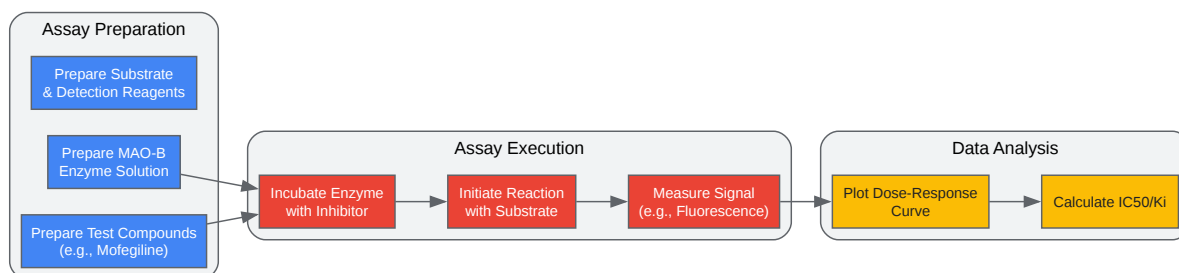 Assay Preparation
Prepare Substrate
& Detection Reagents
Prepare MAO-B
Enzyme Solution
Prepare Test Compounds
(e.g., Mofegiline)
Assay Execution
Incubate Enzyme
with Inhibitor
Initiate Reaction
with Substrate
Measure Signal
(e.g., Fluorescence)
Data Analysis
Plot Dose-Response
Curve
Calculate IC50/Ki